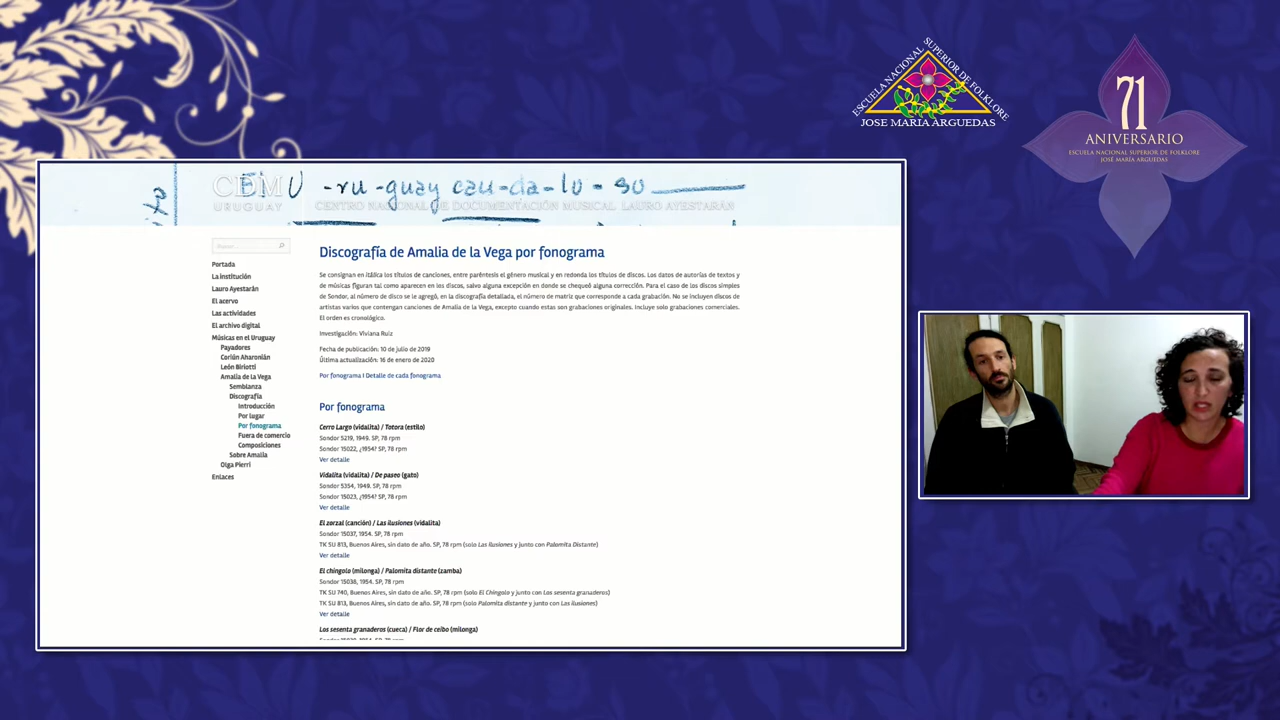 ESCUELA NACIONAL SUPERIOR DE FOLKLORE
JOSE MARIA ARGUEDAS
71
ANIVERSARIO
ESCUELA NACIONAL SUPERIOR DE FOLKLORE
JOSÉ MARÍA ARGUEDAS
CDM
URUGUAY
U -ru -guay cau-da-lo-so
CENTRO NACIONAL DE DOCUMENTACIÓN MUSICAL LAURO AYESTARÁN
Buscar...
Portada
La institución
Lauro Ayestarán
El acervo
Las actividades
El archivo digital
Músicas en el Uruguay
Payadores
Coriún Aharonián
León Biriotti
Amalia de la Vega
Semblanza
Discografía
Introducción
Por lugar
Por fonograma
Fuera de comercio
Composiciones
Sobre Amalia
Olga Pierri
Enlaces
Discografía de Amalia de la Vega por fonograma
Se consignan en itálica los títulos de canciones, entre paréntesis el género musical y en redonda los títulos de discos. Los datos de autorías de textos y
de músicas figuran tal como aparecen en los discos, salvo alguna excepción en donde se chequeó alguna corrección. Para el caso de los discos simples
de Sondor, al número de disco se le agregó, en la discografía detallada, el número de matriz que corresponde a cada grabación. No se incluyen discos de
artistas varios que contengan canciones de Amalia de la Vega, excepto cuando estas son grabaciones originales. Incluye solo grabaciones comerciales.
El orden es cronológico.
Investigación: Viviana Ruiz
Fecha de publicación: 10 de julio de 2019
Última actualización: 16 de enero de 2020
Por fonograma I Detalle de cada fonograma
Por fonograma
Cerro Largo (vidalita) / Totora (estilo)
Sondor 5219, 1949. SP, 78 rpm
Sondor 15022, ¿1954? SP, 78 rpm
Ver detalle
Vidalita (vidalita) / De paseo (gato)
Sondor 5354, 1949. SP, 78 rpm
Sondor 15023, ¿1954? SP, 78 rpm
Ver detalle
El zorzal (canción) / Las ilusiones (vidalita)
Sondor 15037, 1954. SP, 78 rpm
TK SU 813, Buenos Aires, sin dato de año. SP, 78 rpm (solo Las ilusiones y junto con Palomita Distante)
Ver detalle
El chingolo (milonga) / Palomita distante (zamba)
Sondor 15038, 1954. SP, 78 rpm
TK SU 740, Buenos Aires, sin dato de año. SP, 78 rpm (solo El Chingolo y junto con Los sesenta granaderos)
TK SU 813, Buenos Aires, sin dato de año. SP, 78 rpm (solo Palomita distante y junto con Las ilusiones)
Ver detalle
Los sesenta granaderos (cueca) / Flor de ceibo (milonga)